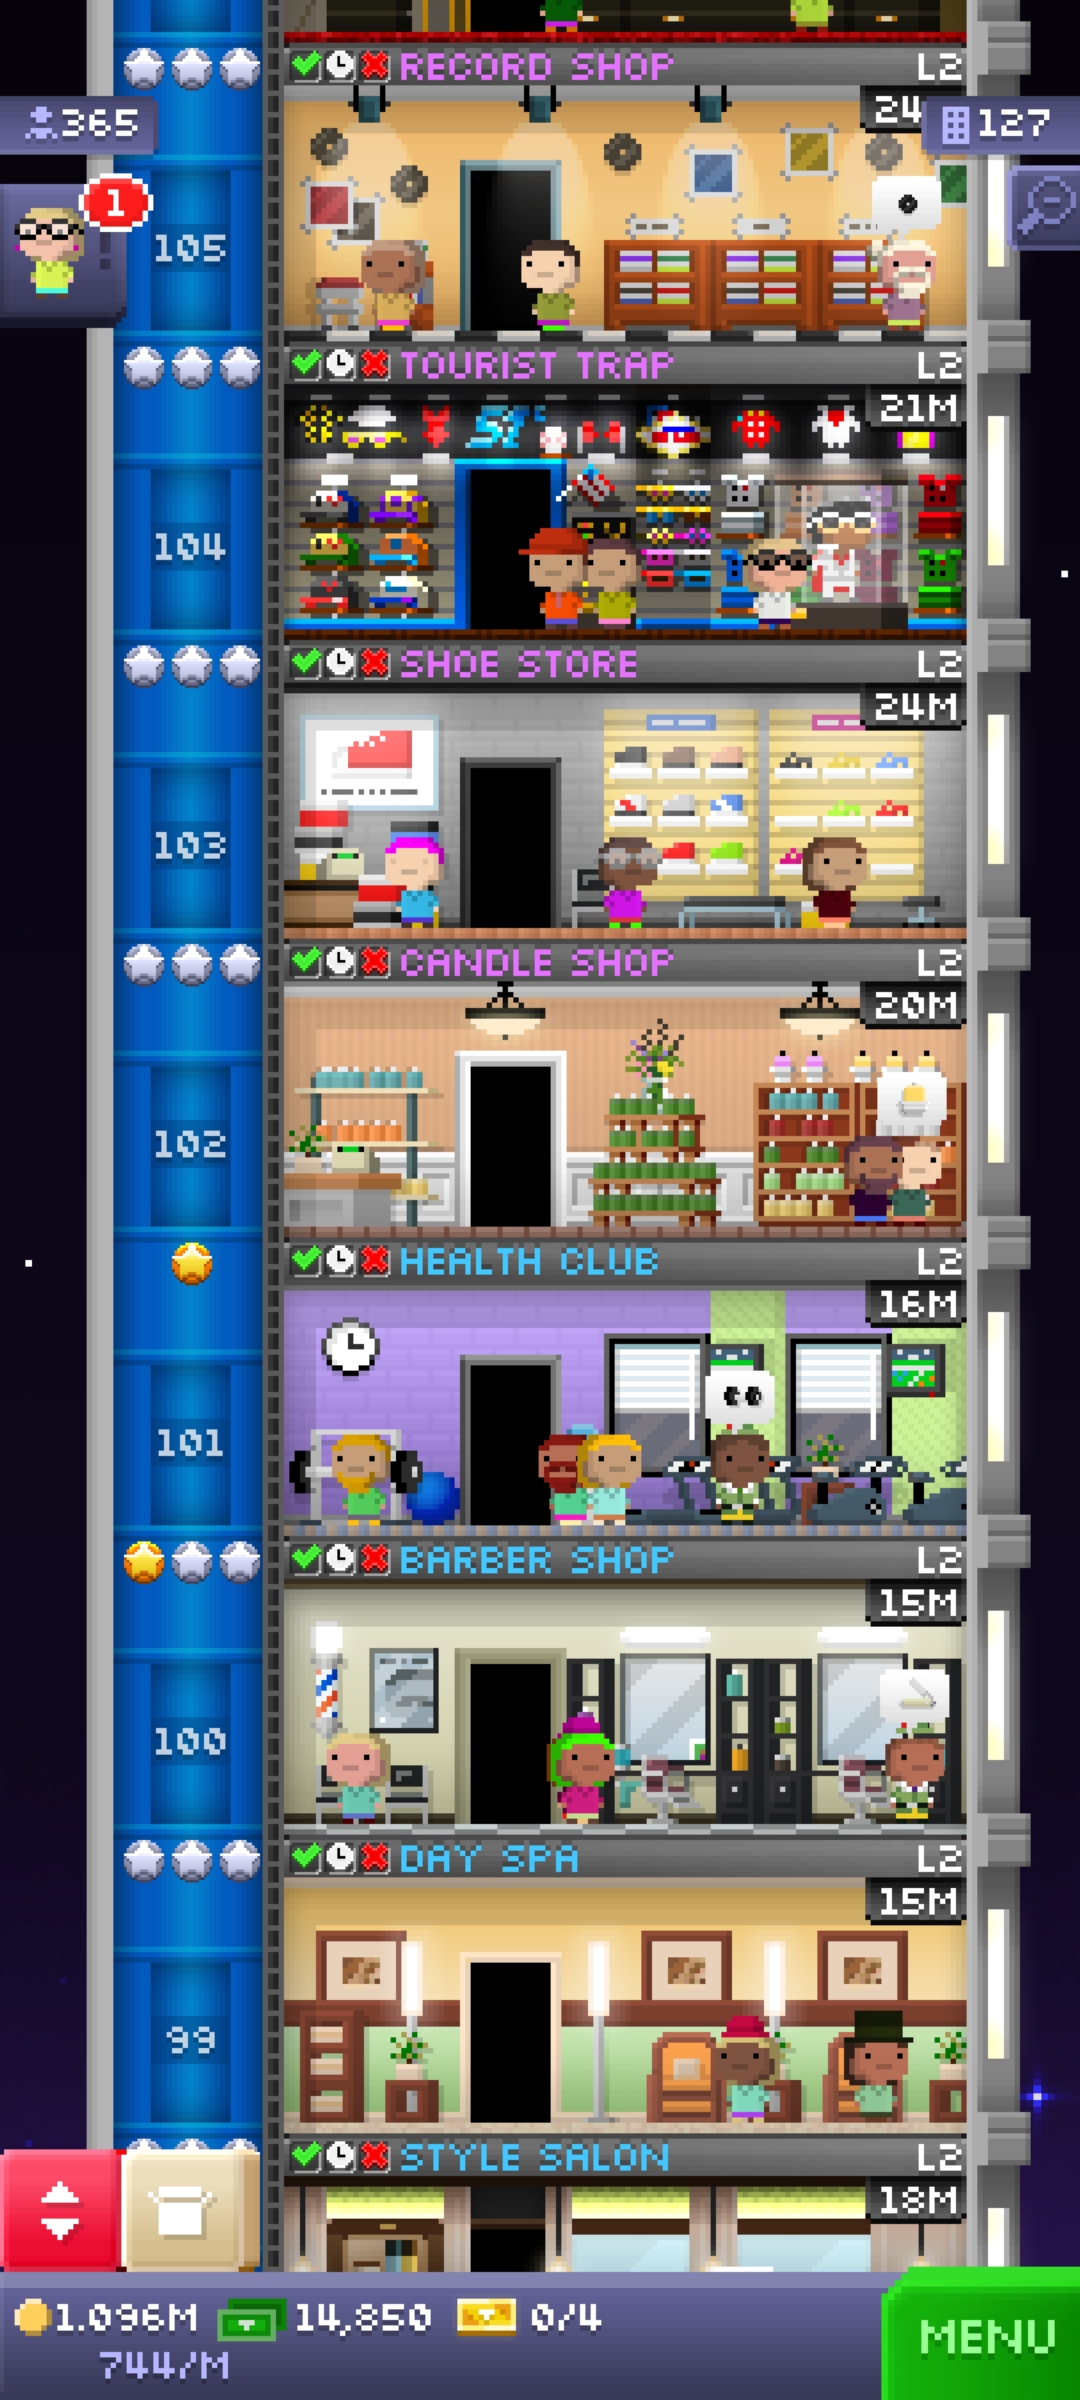 RECORD SHOP L2
365
24
127
1
105
TOURIST TRAP L2
21M
104
SHOE STORE L2
24M
103
CANDLE SHOP L2
20M
102
HEALTH CLUB L2
16M
101
BARBER SHOP L2
15M
100
DAY SPA L2
15M
99
STYLE SALON L2
18M
1.096M 14,850 0/4
744/M
MENU